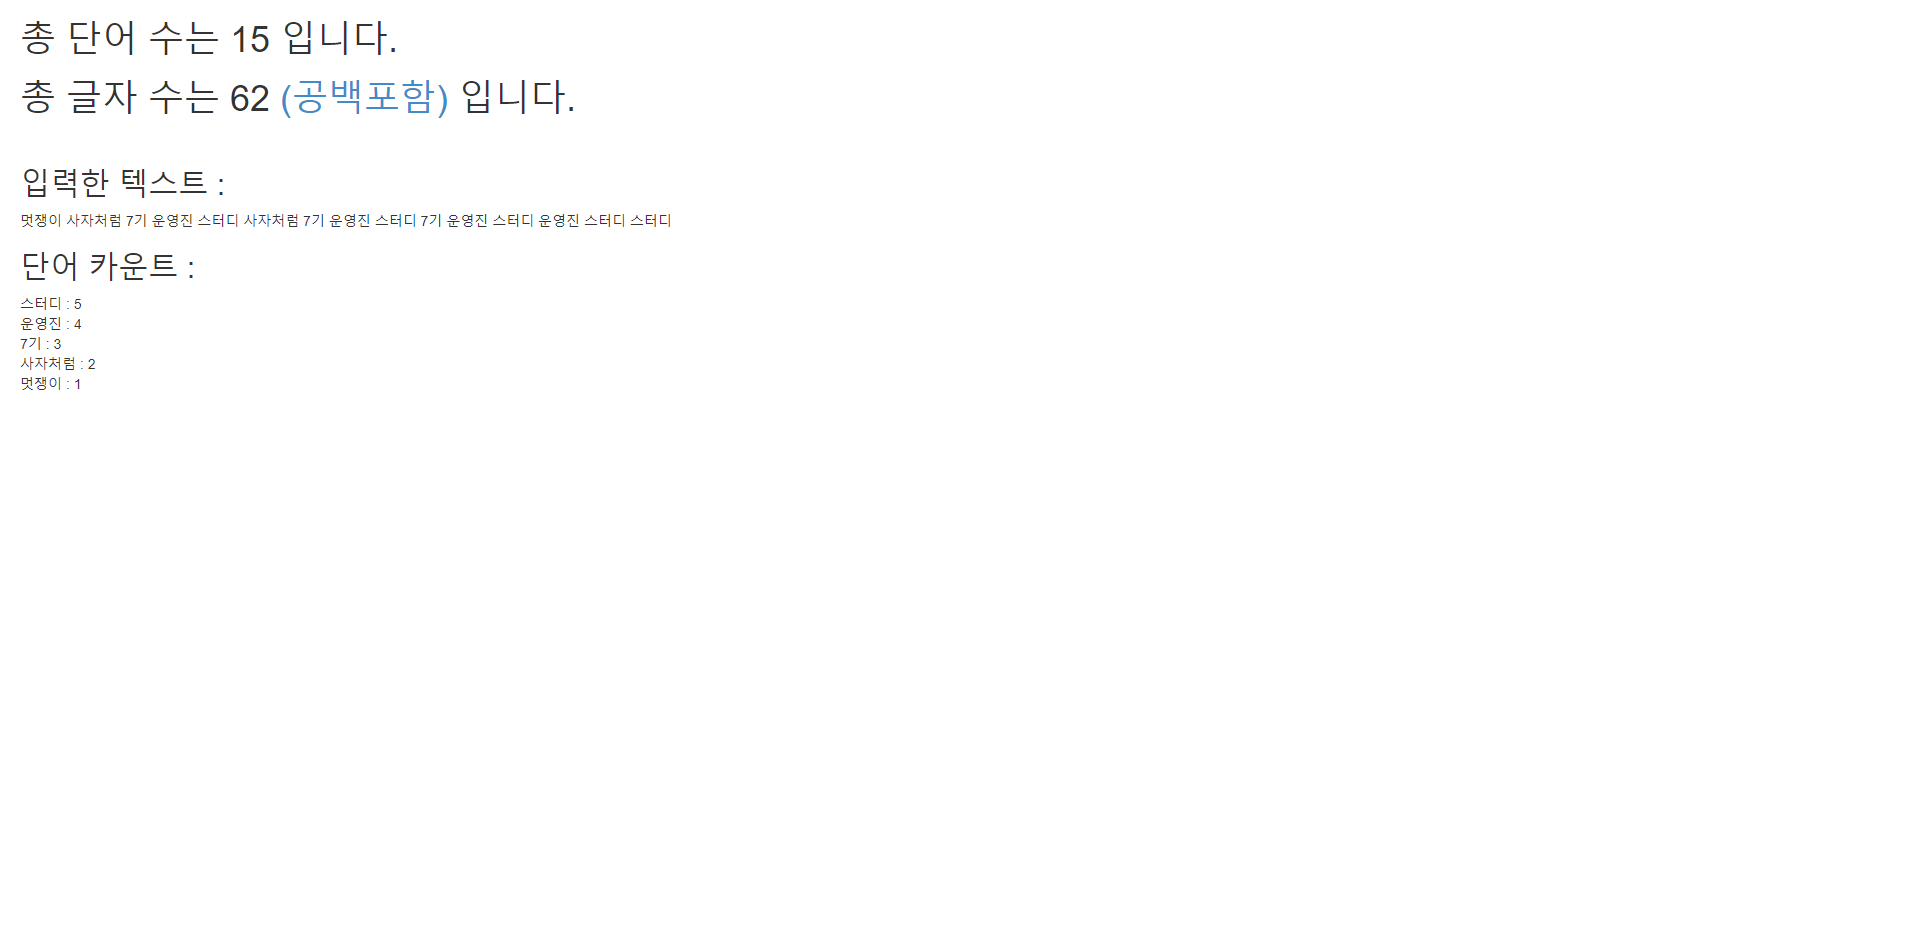 총 단어 수는 15 입니다.
총 글자 수는 62 (공백포함) 입니다.
입력한 텍스트 :
멋쟁이 사자처럼 7기 운영진 스터디 사자처럼 7기 운영진 스터디 7기 운영진 스터디 운영진 스터디 스터디
단어 카운트 :
스터디 : 5
운영진 : 4
7기 : 3
사자처럼 : 2
멋쟁이 : 1